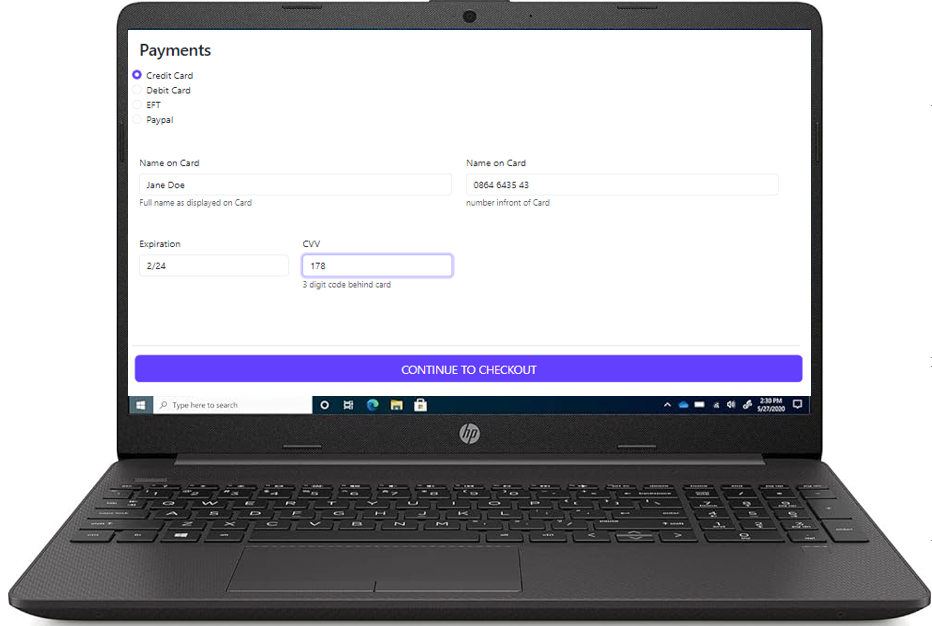 Payments
Credit Card
Debit Card
EFT
Paypal
Name on Card Name on Card
Jane Doe 0864 6435 43
Full name as displayed on Card number infront of Card
Expiration CVV
2/24 178
3 digit code behind card
CONTINUE TO CHECKOUT
Type here to search 2:30 PM
5/27/2020
hp
Q W E R T Y U I O P
A S D F G H J K L
Z X C V B N M